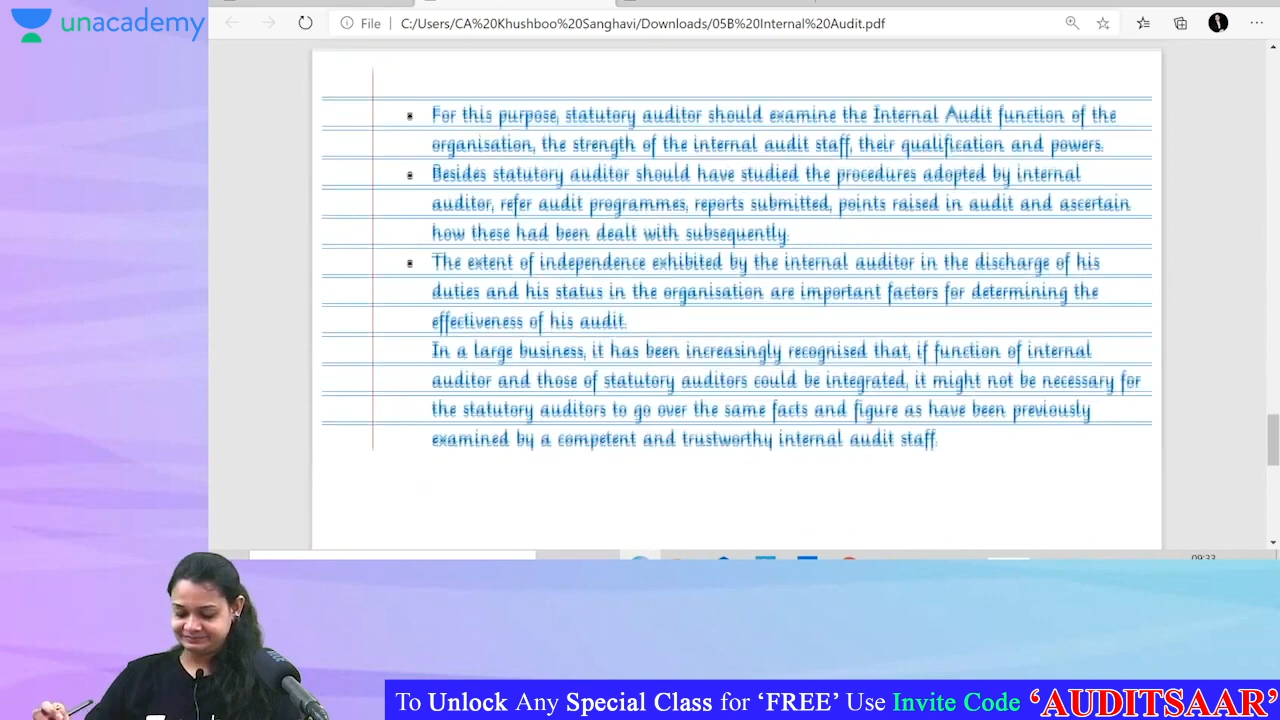 unacademy
File
C:/Users/CA%20Khushboo%20Sanghavi/Downloads/05B%20Internal%20Audit.pdf
For this purpose, statutory auditor should examine the Internal Audit function of the
organisation, the strength of the internal audit staff, their qualification and powers.
Besides statutory auditor should have studied the procedures adopted by internal
auditor, refer audit programmes, reports submitted, points raised in audit and ascertain
how these had been dealt with subsequently.
The extent of independence exhibited by the internal auditor in the discharge of his
duties and his status in the organisation are important factors for determining the
effectiveness of his audit.
In a large business, it has been increasingly recognised that, if function of internal
auditor and those of statutory auditors could be integrated, it might not be necessary for
the statutory auditors to go over the same facts and figure as have been previously
examined by a competent and trustworthy internal audit staff.
09:33
To Unlock Any Special Class for ‘FREE’ Use Invite Code ‘AUDITSAAR’